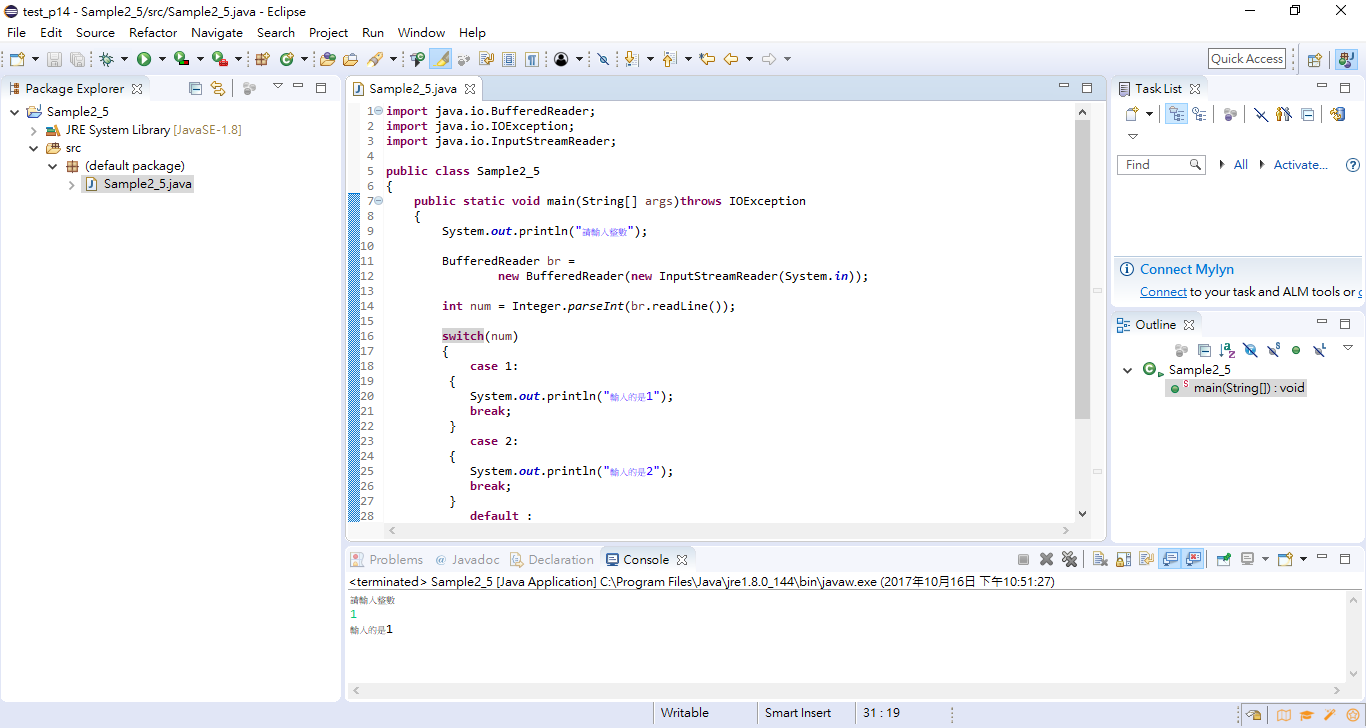 test_p14 - Sample2_5/src/Sample2_5.java - Eclipse
File Edit Source Refactor Navigate Search Project Run Window Help
Quick Access
Package Explorer
Sample2_5
JRE System Library [JavaSE-1.8]
src
(default package)
Sample2_5.java
Sample2_5.java
1 import java.io.BufferedReader;
2 import java.io.IOException;
3 import java.io.InputStreamReader;
4
5 public class Sample2_5
6 {
7 public static void main(String[] args)throws IOException
8 {
9 System.out.println("請輸入整數");
10
11 BufferedReader br =
12 new BufferedReader(new InputStreamReader(System.in));
13
14 int num = Integer.parseInt(br.readLine());
15
16 switch(num)
17 {
18 case 1:
19 {
20 System.out.println("輸入的是1");
21 break;
22 }
23 case 2:
24 {
25 System.out.println("輸入的是2");
26 break;
27 }
28 default :
Task List
Find All Activate...
Connect Mylyn
Connect to your task and ALM tools or c
Outline
Sample2_5
main(String[]) : void
Problems @ Javadoc Declaration Console
<terminated> Sample2_5 [Java Application] C:\Program Files\Java\jre1.8.0_144\bin\javaw.exe (2017年10月16日 下午10:51:27)
請輸入整數
1
輸入的是1
Writable Smart Insert 31 : 19